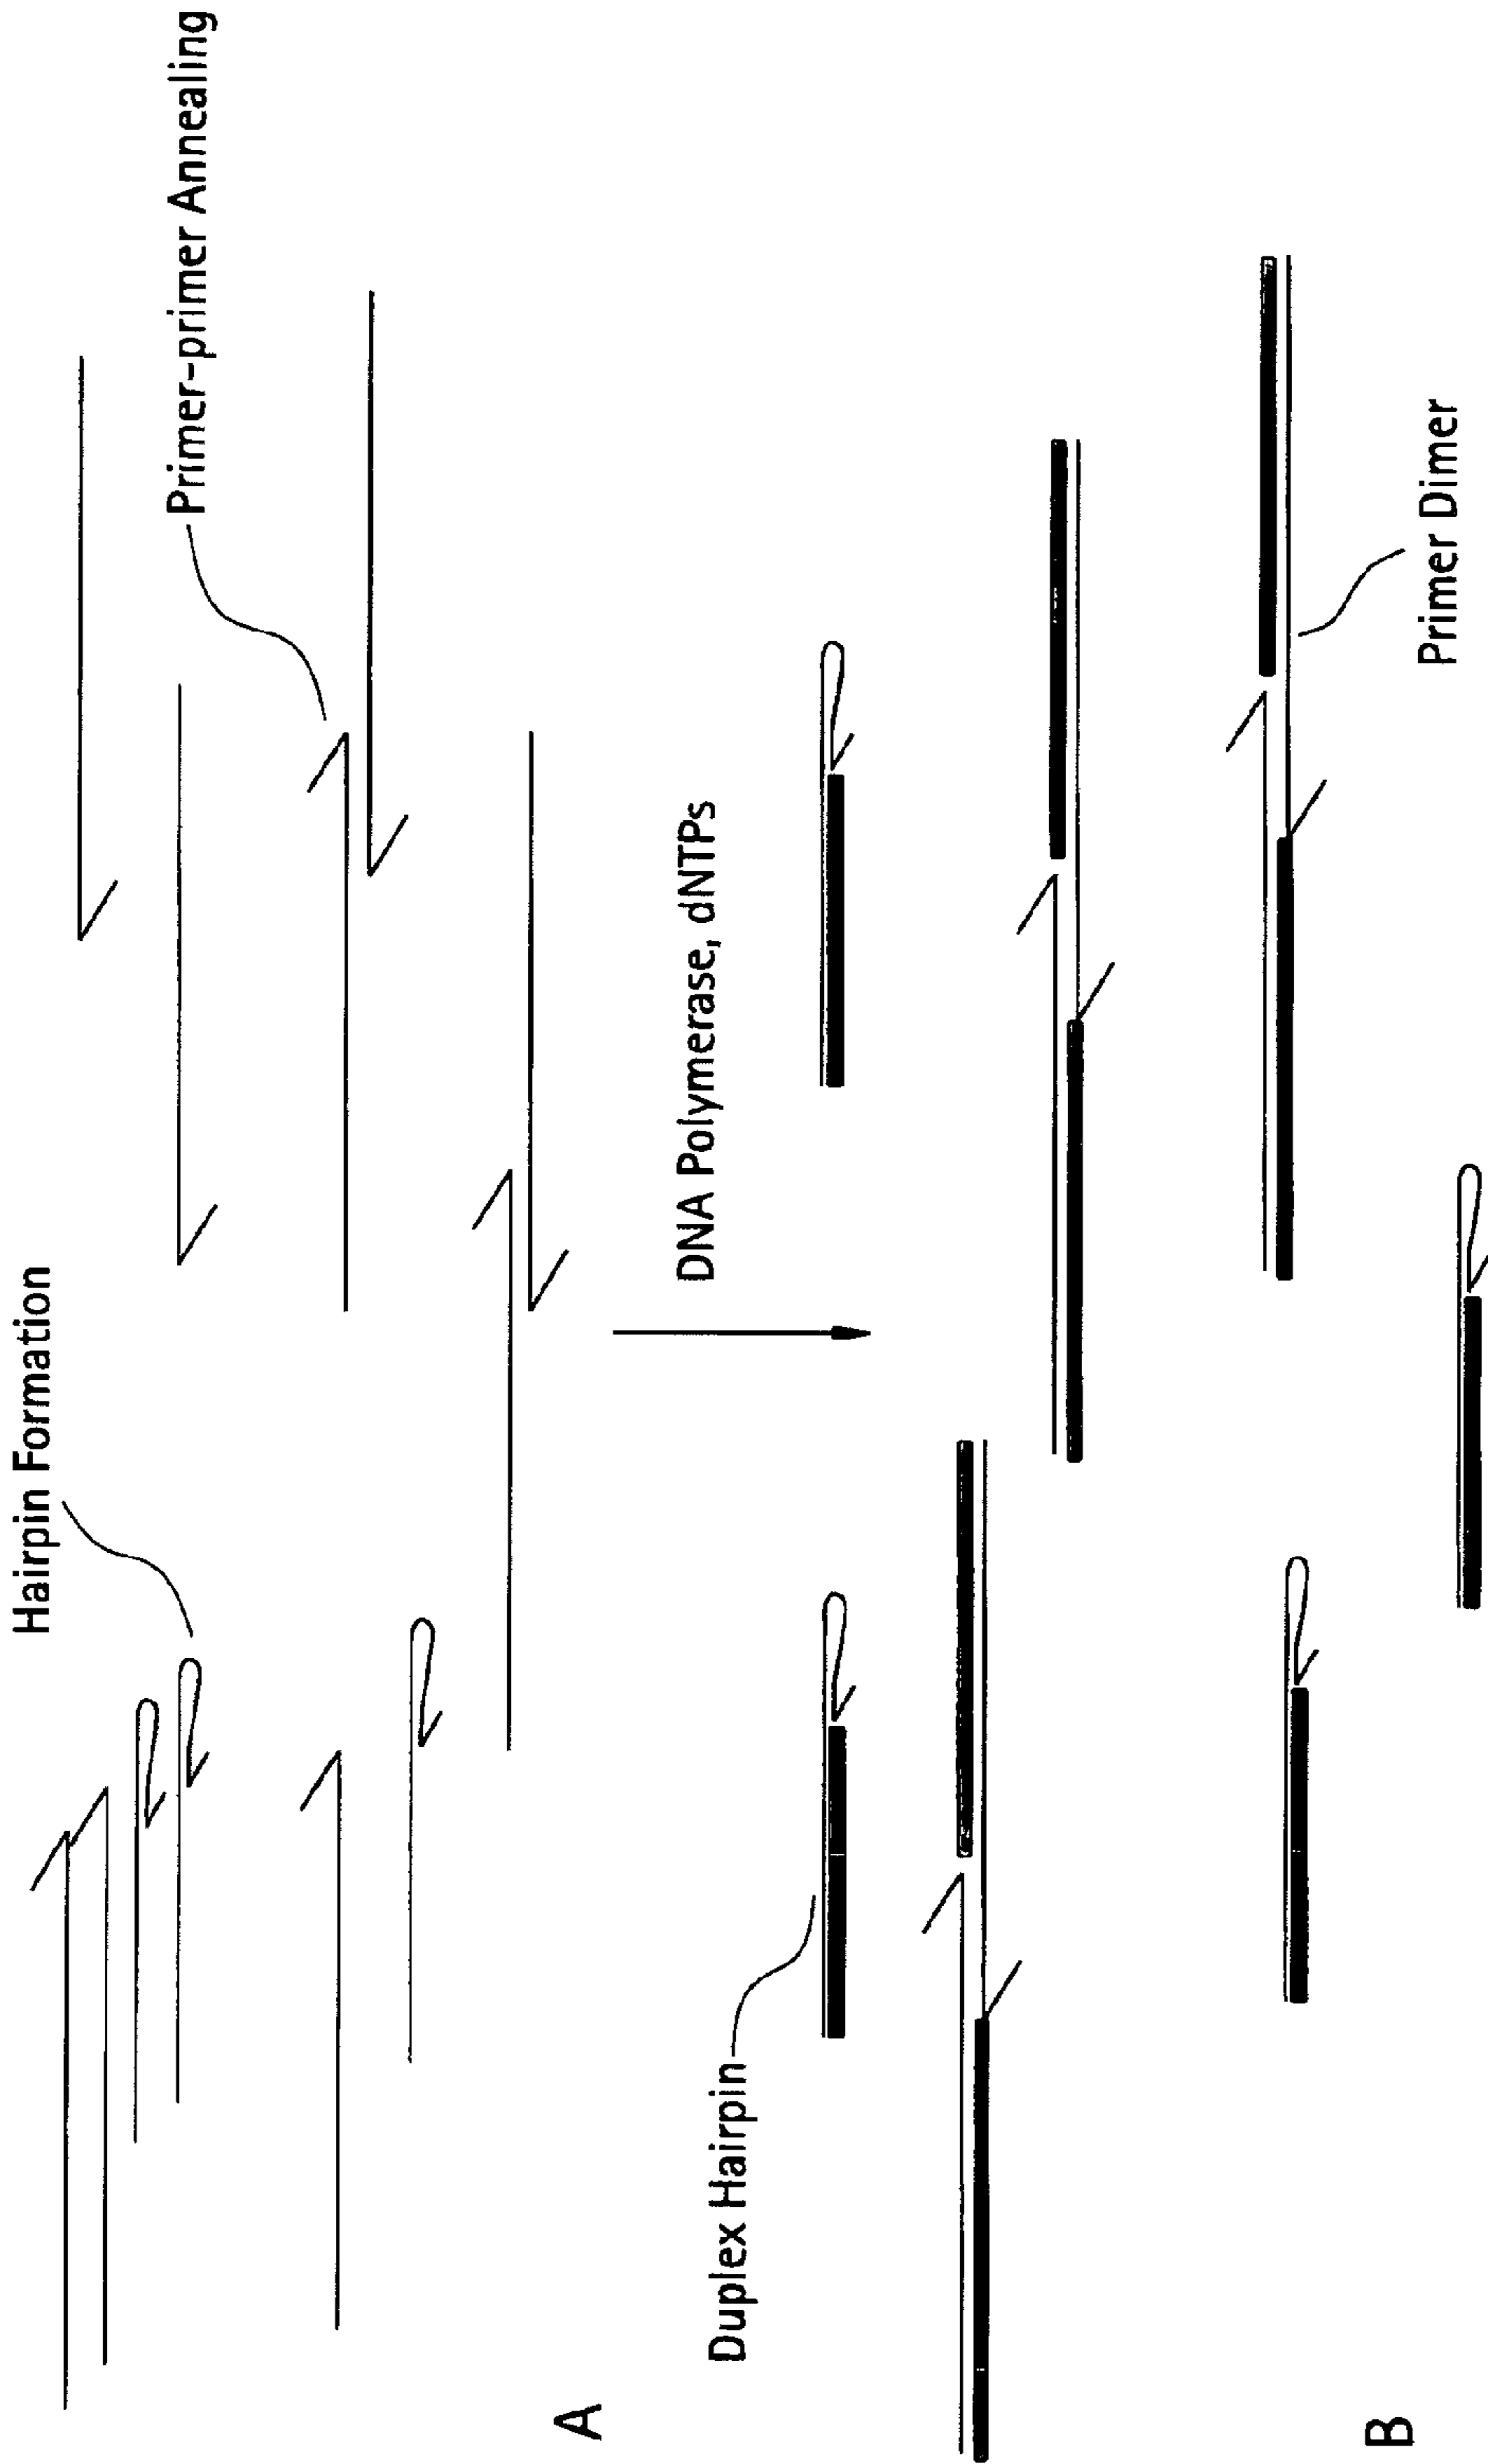 Hairpin Formation
Primer-primer Annealing
A
DNA Polymerase, dNTPs
Duplex Hairpin
Primer Dimer
B